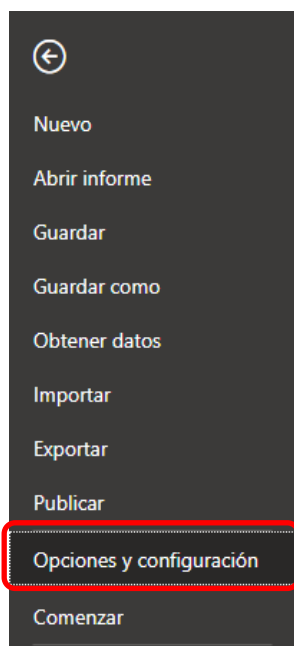 Nuevo
Abrir informe
Guardar
Guardar como
Obtener datos
Importar
Exportar
Publicar
Opciones y configuración
Comenzar